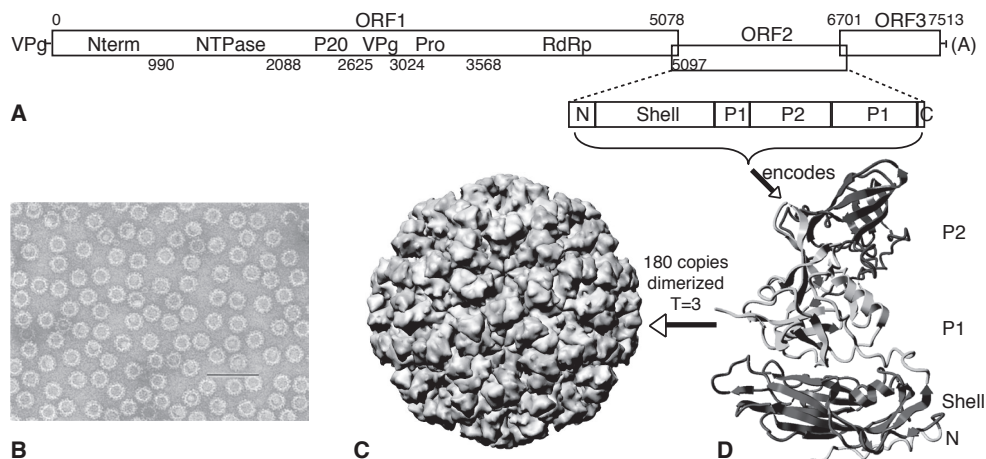 0 ORF1 5078 6701 ORF3 7513
VPg Nterm NTPase P20 VPg Pro RdRp ORF2 (A)
990 2088 2625 3024 3568 5097
A
N Shell P1 P2 P1 C
encodes
P2
180 copies
dimerized
T=3
P1
Shell
N
B C D